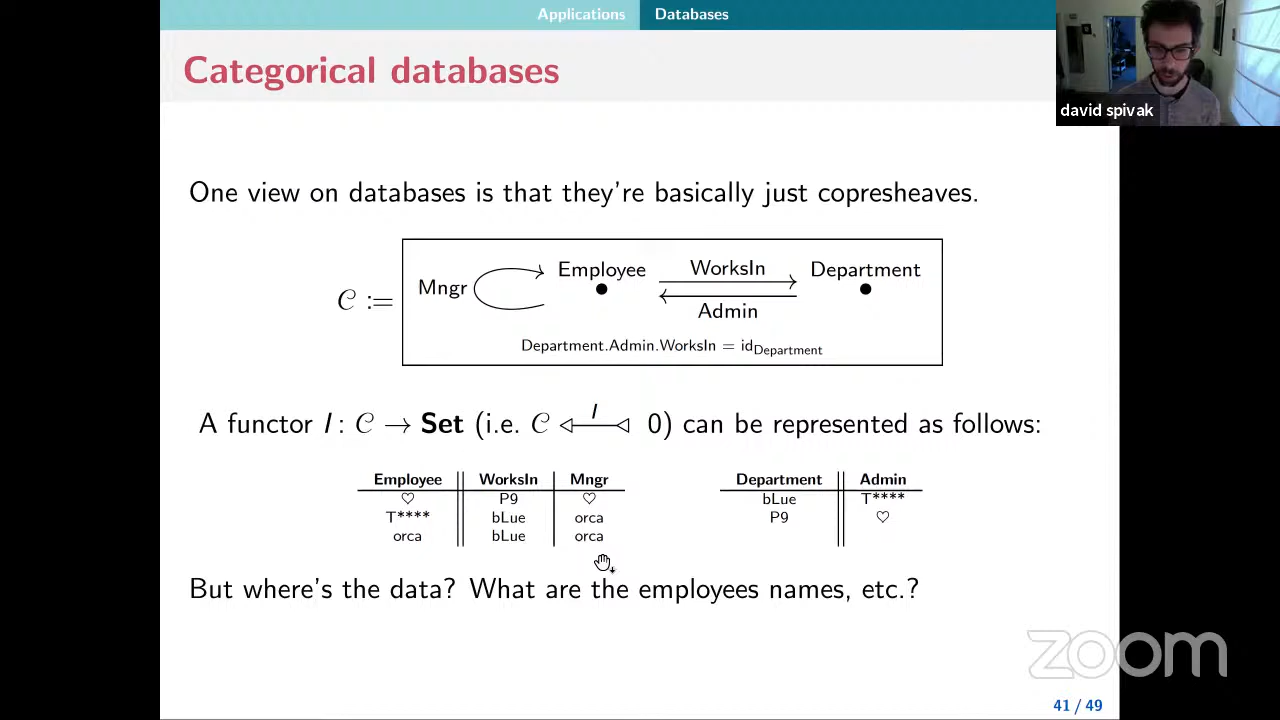 Applications Databases
Categorical databases
david spivak
One view on databases is that they're basically just copresheaves.
Employee WorksIn Department
Mngr
𝒞 :=
Admin
Department.Admin.WorksIn = id_Department
A functor I : 𝒞 → Set (i.e. 𝒞 ◁—I—◁ 0) can be represented as follows:
Employee WorksIn Mngr
♡ P9 ♡
T**** bLue orca
orca bLue orca
Department Admin
bLue T****
P9 ♡
But where's the data? What are the employees names, etc.?
zoom
41 / 49